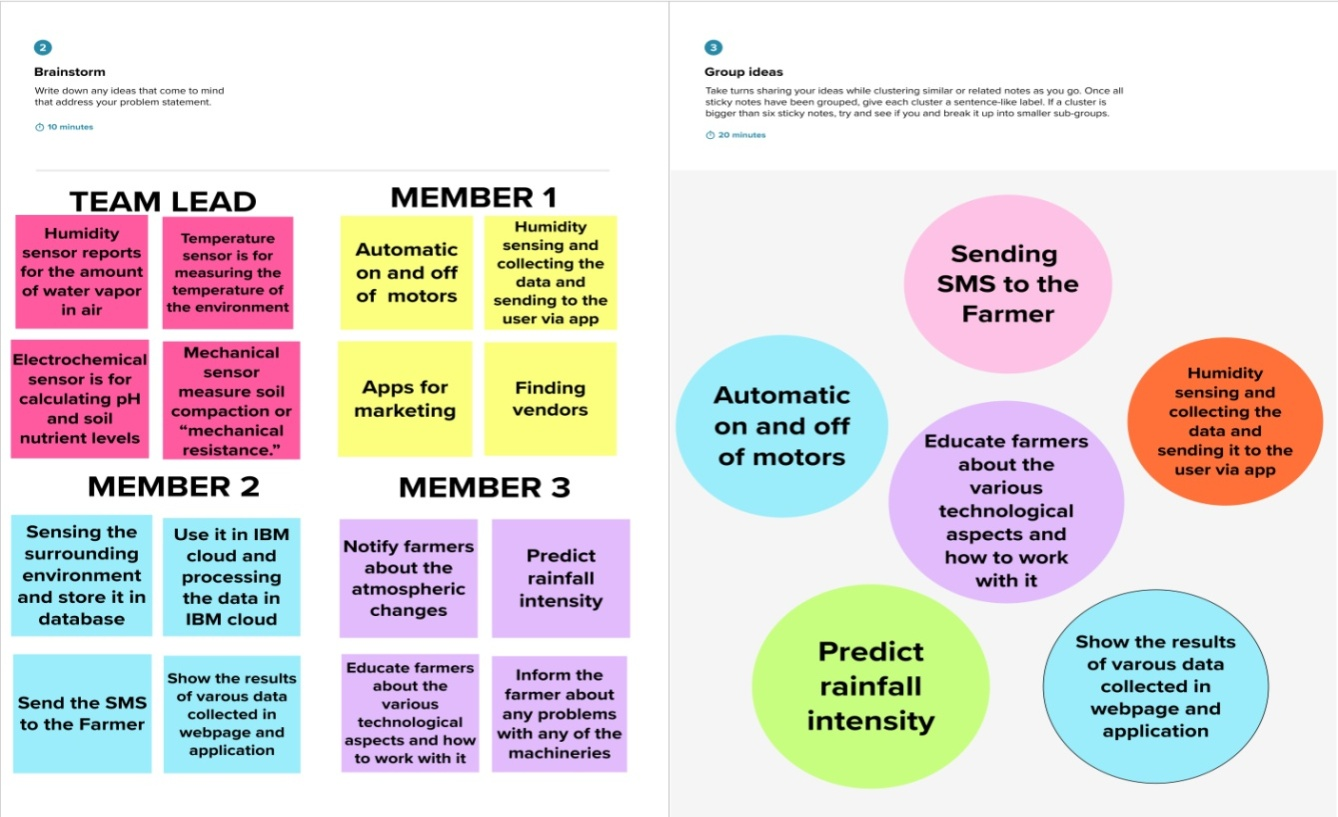 2
Brainstorm
Write down any ideas that come to mind
that address your problem statement.
10 minutes
TEAM LEAD
Humidity
sensor reports
for the amount
of water vapor
in air
Temperature
sensor is for
measuring the
temperature of
the environment
Electrochemical
sensor is for
calculating pH
and soil
nutrient levels
Mechanical
sensor
measure soil
compaction or
“mechanical
resistance.”
MEMBER 1
Automatic
on and off
of motors
Humidity
sensing and
collecting the
data and
sending to the
user via app
Apps for
marketing
Finding
vendors
MEMBER 2
Sensing the
surrounding
environment
and store it in
database
Use it in IBM
cloud and
processing
the data in
IBM cloud
Send the SMS
to the Farmer
Show the results
of varous data
collected in
webpage and
application
MEMBER 3
Notify farmers
about the
atmospheric
changes
Predict
rainfall
intensity
Educate farmers
about the
various
technological
aspects and how
to work with it
Inform the
farmer about
any problems
with any of the
machineries
3
Group ideas
Take turns sharing your ideas while clustering similar or related notes as you go. Once all
sticky notes have been grouped, give each cluster a sentence-like label. If a cluster is
bigger than six sticky notes, try and see if you and break it up into smaller sub-groups.
20 minutes
Sending
SMS to the
Farmer
Automatic
on and off
of motors
Humidity
sensing and
collecting the
data and
sending it to the
user via app
Educate farmers
about the
various
technological
aspects and
how to work
with it
Predict
rainfall
intensity
Show the results
of varous data
collected in
webpage and
application